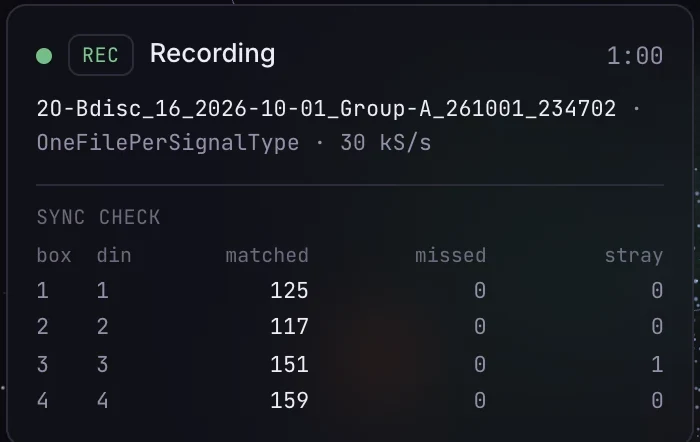 REC Recording 1:00
2O-Bdisc_16_2026-10-01_Group-A_261001_234702 ·
OneFilePerSignalType · 30 kS/s
SYNC CHECK
box din matched missed stray
1 1 125 0 0
2 2 117 0 0
3 3 151 0 1
4 4 159 0 0